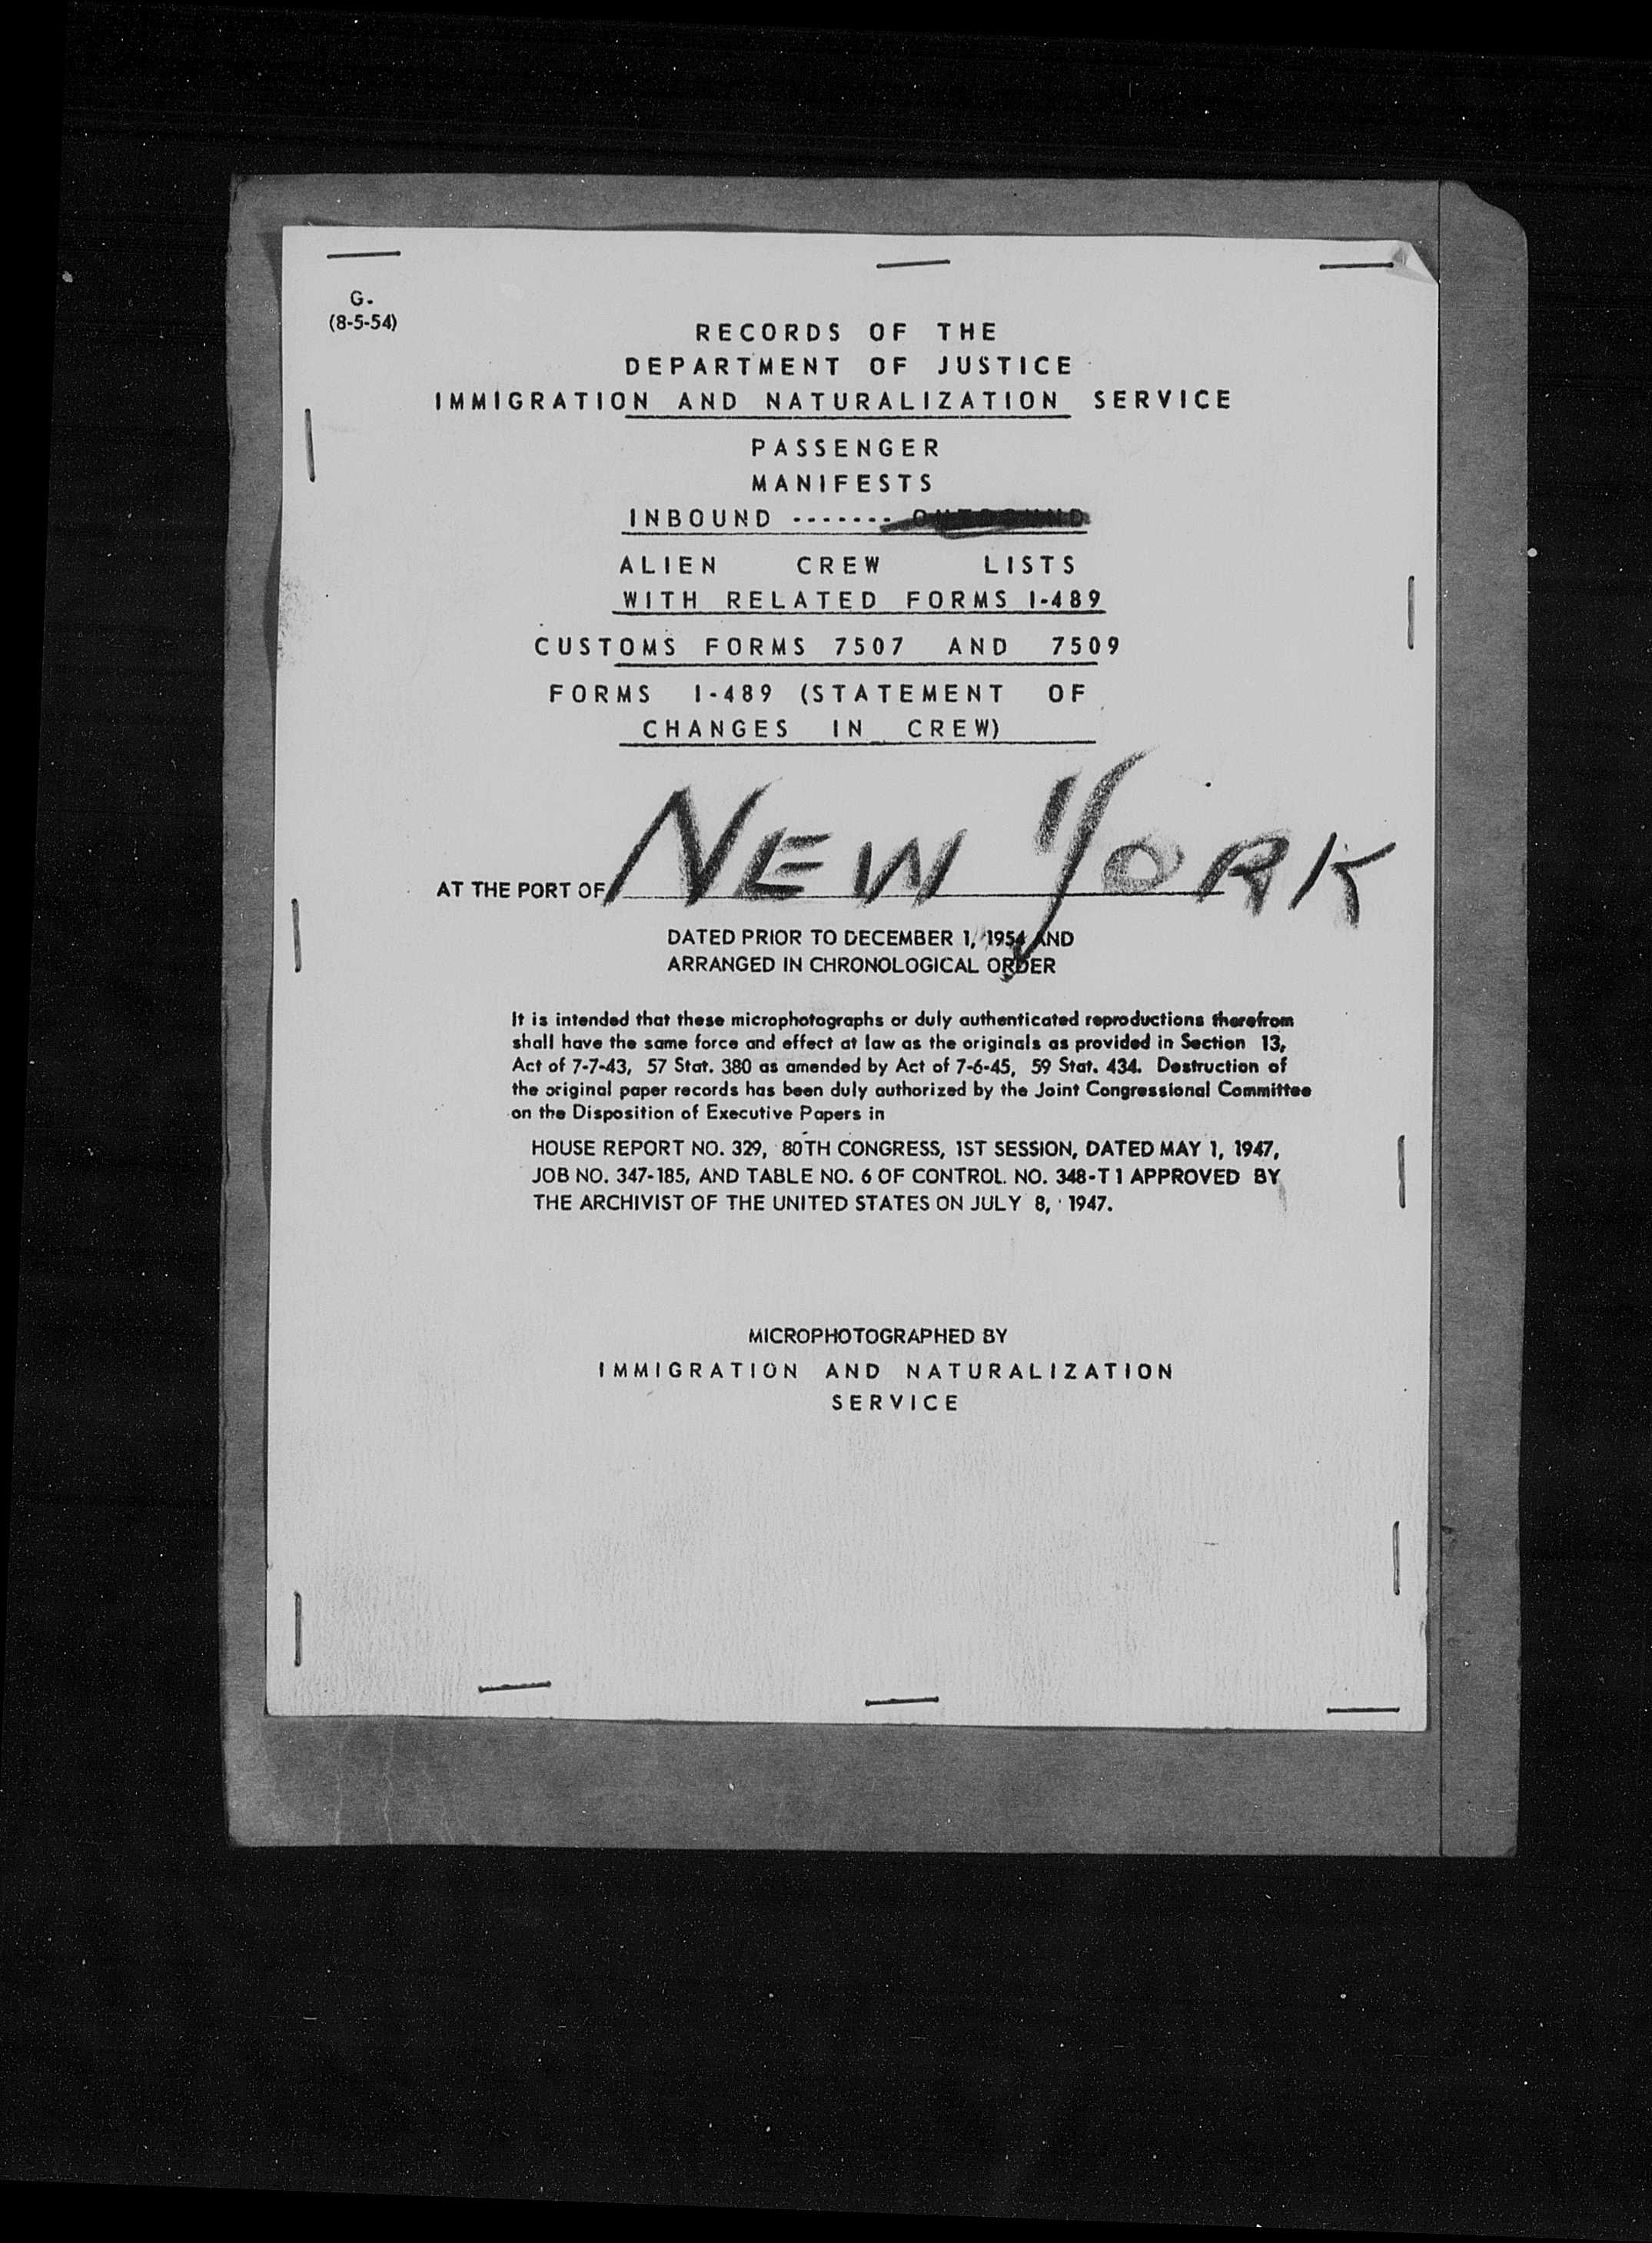 G.
(8-5-54)
RECORDS OF THE
DEPARTMENT OF JUSTICE
IMMIGRATION AND NATURALIZATION SERVICE
PASSENGER
MANIFESTS
INBOUND ------- OUTBOUND
ALIEN CREW LISTS
WITH RELATED FORMS I-489
CUSTOMS FORMS 7507 AND 7509
FORMS I-489 (STATEMENT OF
CHANGES IN CREW)
AT THE PORT OF NEW YORK
DATED PRIOR TO DECEMBER 1, 1954 AND
ARRANGED IN CHRONOLOGICAL ORDER
It is intended that these microphotographs or duly authenticated reproductions therefrom
shall have the same force and effect at law as the originals as provided in Section 13,
Act of 7-7-43, 57 Stat. 380 as amended by Act of 7-6-45, 59 Stat. 434. Destruction of
the original paper records has been duly authorized by the Joint Congressional Committee
on the Disposition of Executive Papers in
HOUSE REPORT NO. 329, 80TH CONGRESS, 1ST SESSION, DATED MAY 1, 1947,
JOB NO. 347-185, AND TABLE NO. 6 OF CONTROL NO. 348-T1 APPROVED BY
THE ARCHIVIST OF THE UNITED STATES ON JULY 8, 1947.
MICROPHOTOGRAPHED BY
IMMIGRATION AND NATURALIZATION
SERVICE